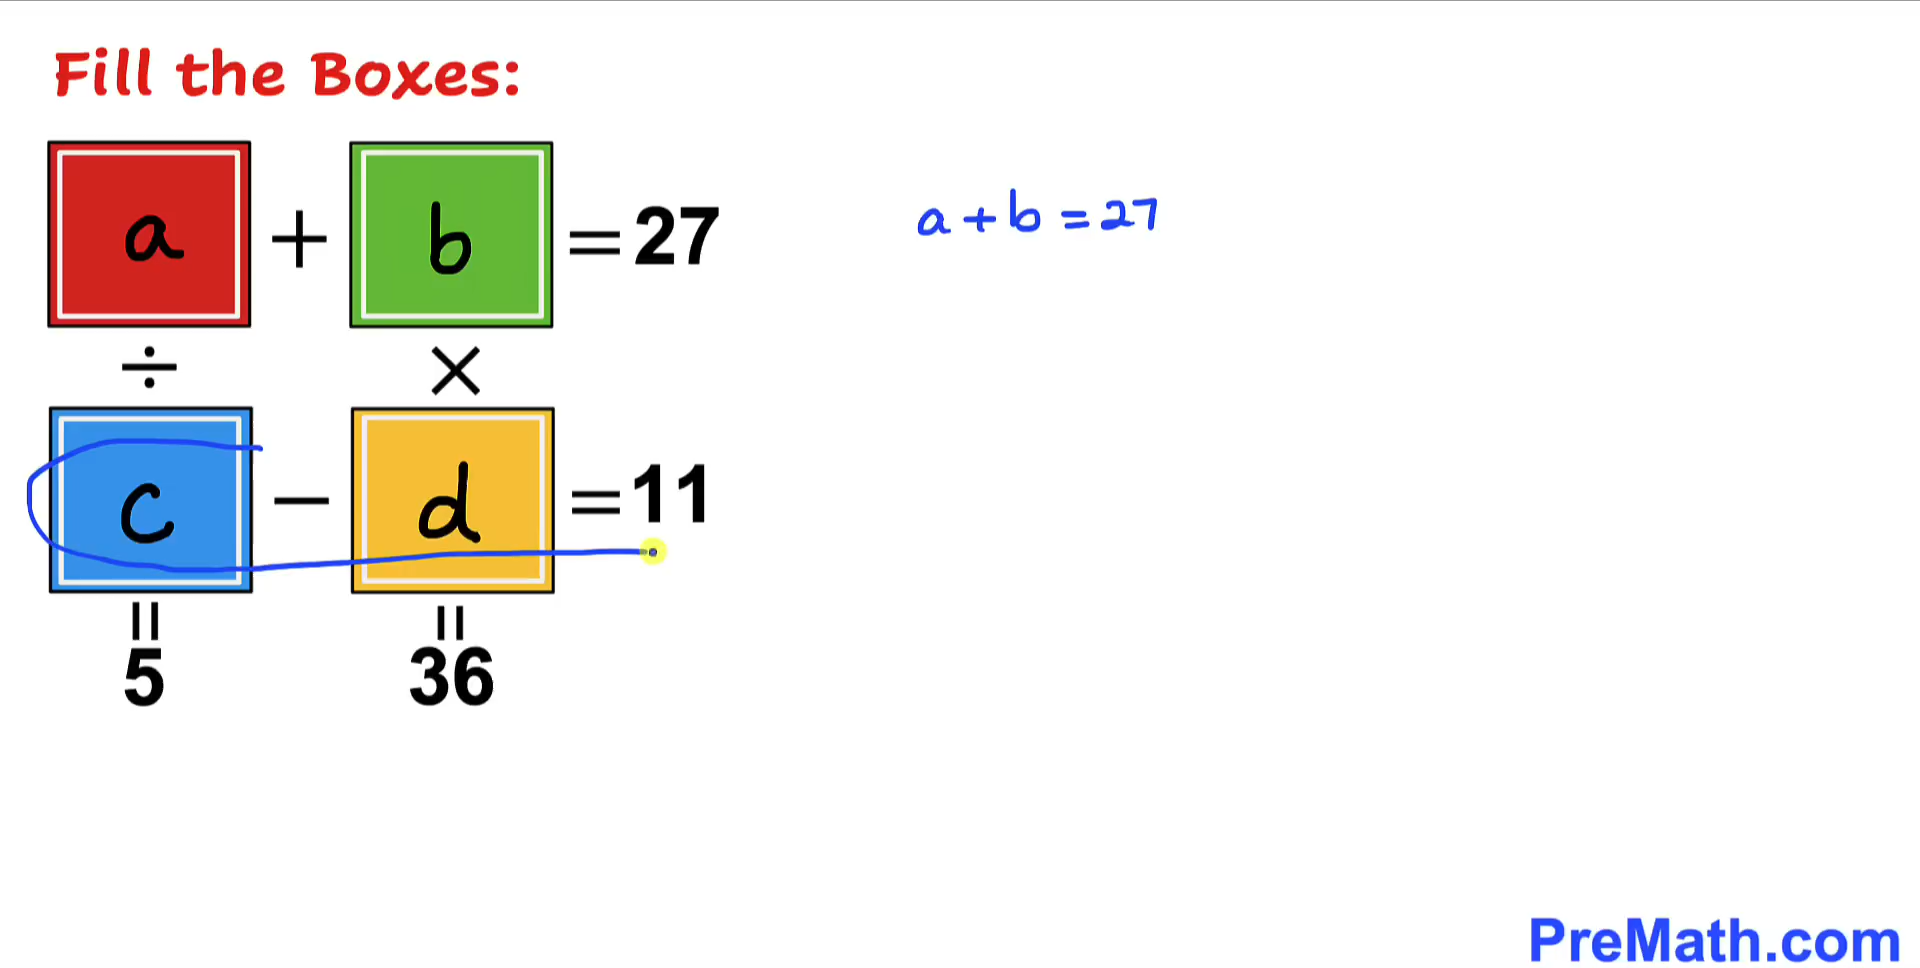 Fill the Boxes:
a + b = 27
a + b = 27
÷ ×
c − d = 11
= =
5 36
PreMath.com